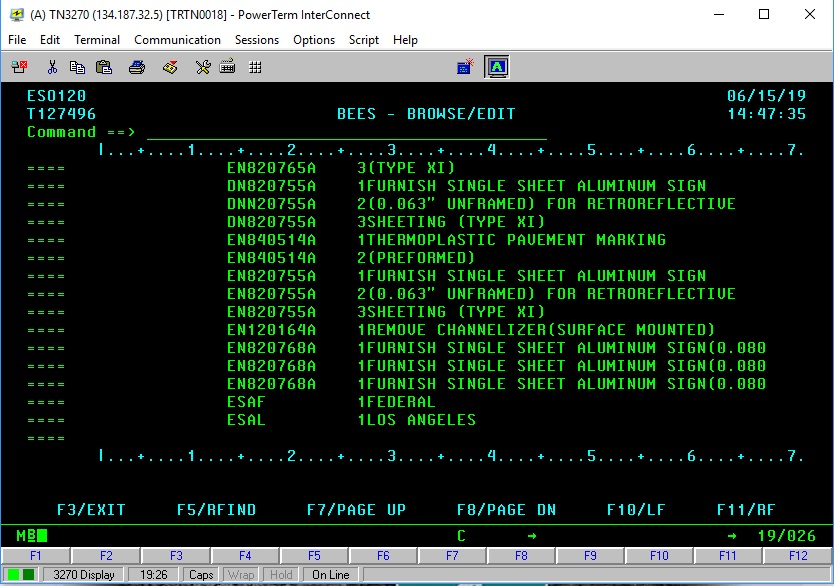 (A) TN3270 (134.187.32.5) [TRTN0018] - PowerTerm InterConnect
File Edit Terminal Communication Sessions Options Script Help
A
ESO120 06/15/19
T127496 BEES - BROWSE/EDIT 14:47:35
Command ==> ________________________________________
|...+....1....+....2....+....3....+....4....+....5....+....6....+....7.
==== EN820765A 3(TYPE XI)
==== DN820755A 1FURNISH SINGLE SHEET ALUMINUM SIGN
==== DNN20755A 2(0.063" UNFRAMED) FOR RETROREFLECTIVE
==== DN820755A 3SHEETING (TYPE XI)
==== EN840514A 1THERMOPLASTIC PAVEMENT MARKING
==== EN840514A 2(PREFORMED)
==== EN820755A 1FURNISH SINGLE SHEET ALUMINUM SIGN
==== EN820755A 2(0.063" UNFRAMED) FOR RETROREFLECTIVE
==== EN820755A 3SHEETING (TYPE XI)
==== EN120164A 1REMOVE CHANNELIZER(SURFACE MOUNTED)
==== EN820768A 1FURNISH SINGLE SHEET ALUMINUM SIGN(0.080
==== EN820768A 1FURNISH SINGLE SHEET ALUMINUM SIGN(0.080
==== EN820768A 1FURNISH SINGLE SHEET ALUMINUM SIGN(0.080
==== ESAF 1FEDERAL
==== ESAL 1LOS ANGELES
====
|...+....1....+....2....+....3....+....4....+....5....+....6....+....7.
F3/EXIT F5/RFIND F7/PAGE UP F8/PAGE DN F10/LF F11/RF
MB C → → 19/026
F1 F2 F3 F4 F5 F6 F7 F8 F9 F10 F11 F12
3270 Display 19:26 Caps Wrap Hold On Line